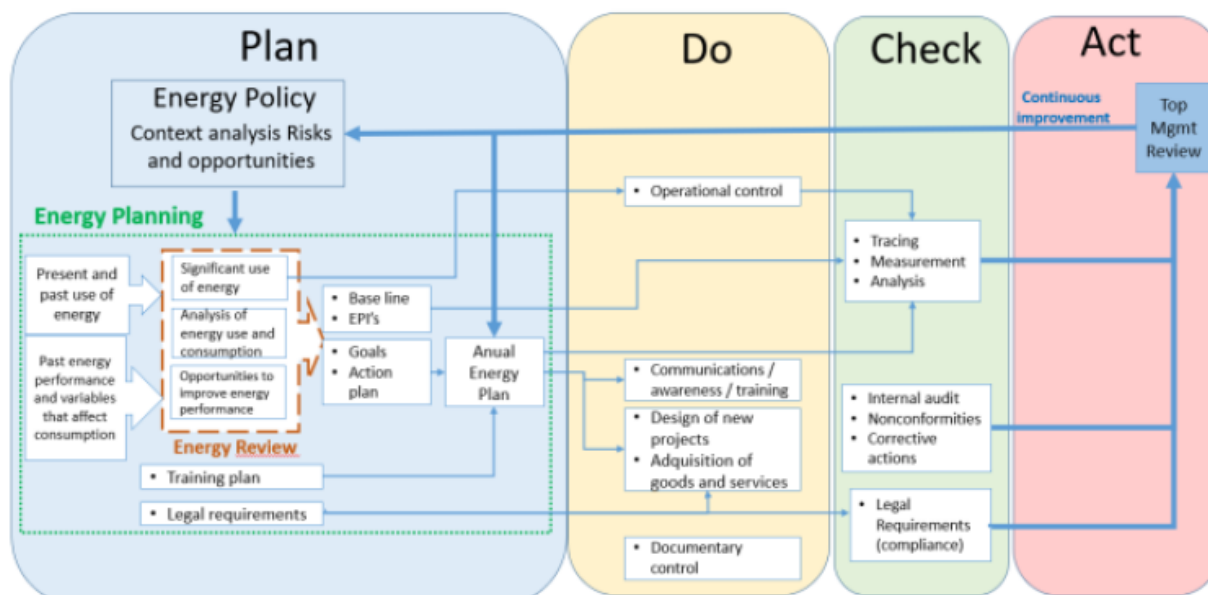 Plan
Do
Check
Act
Energy Policy
Context analysis Risks
and opportunities
Continuous
improvement
Top
Mgmt
Review
Energy Planning
Present and
past use of
energy
Past energy
performance
and variables
that affect
consumption
Significant use
of energy
Analysis of
energy use and
consumption
Opportunities to
improve energy
performance
Energy Review
• Base line
• EPI's
• Goals
• Action
plan
Anual
Energy
Plan
• Training plan
• Legal requirements
• Operational control
• Communications /
awareness / training
• Design of new
projects
• Adquisition of
goods and services
• Documentary
control
• Tracing
• Measurement
• Analysis
• Internal audit
• Nonconformities
• Corrective
actions
• Legal
Requirements
(compliance)